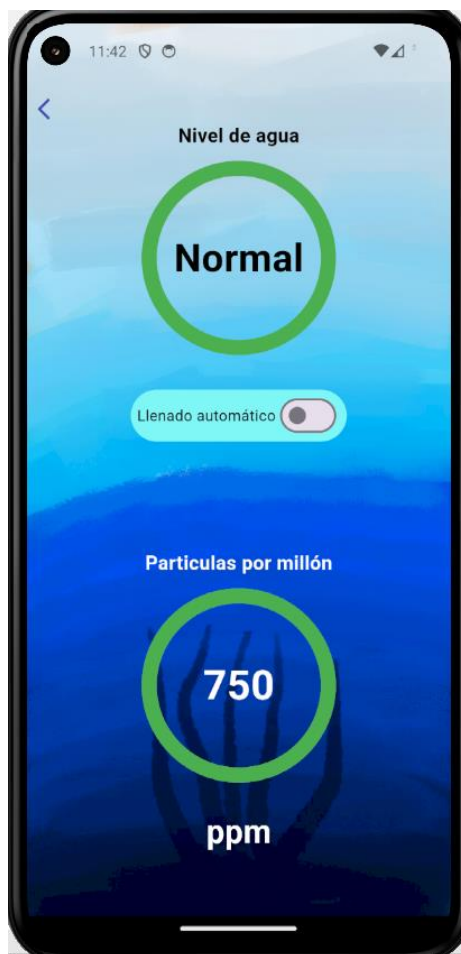 11:42
Nivel de agua
Normal
Llenado automático
Particulas por millón
750
ppm